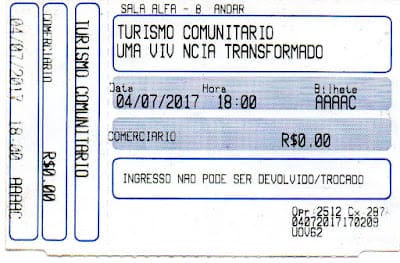 04/07/2017 18:00 AAAAC
COMERCIARIO R$0.00
TURISMO COMUNITARIO
SALA ALFA - 8 ANDAR
TURISMO COMUNITARIO
UMA VIV NCIA TRANSFORMADO
Data Hora Bilhete
04/07/2017 18:00 AAAAC
COMERCIARIO R$0.00
INGRESSO NAO PODE SER DEVOLVIDO/TROCADO
Opr:2512 Cx.287
04072017170209
UOV62